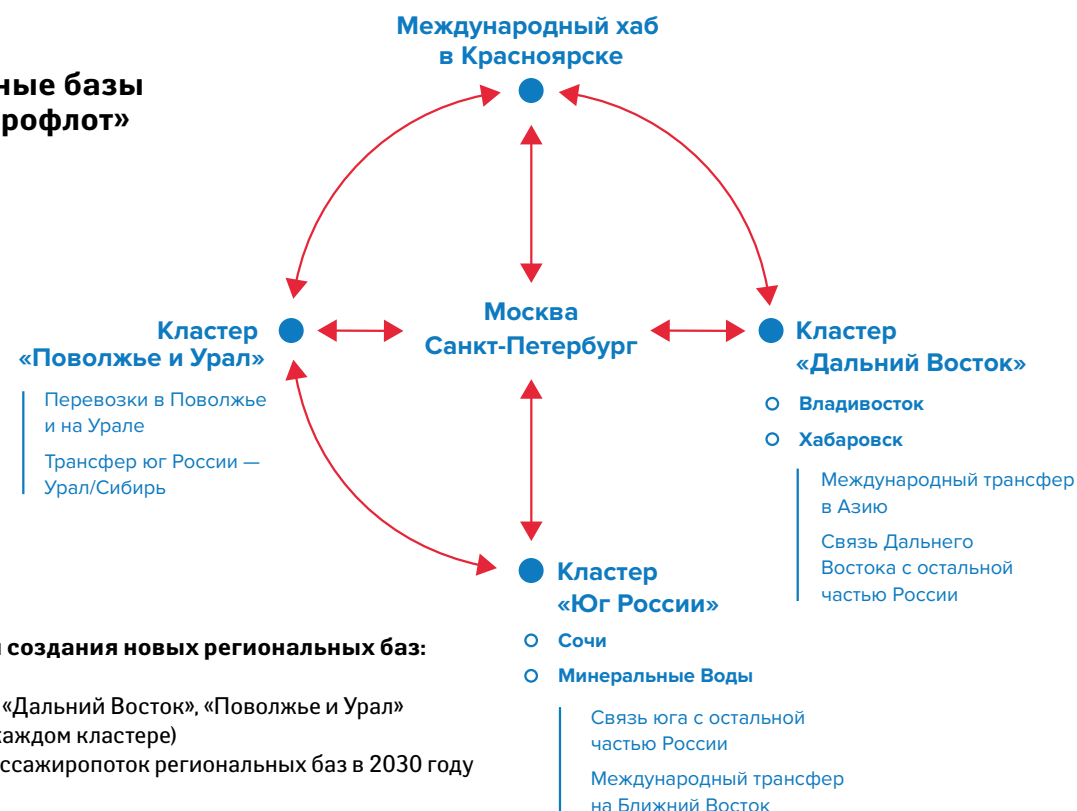 Международный хаб
в Красноярске
ные базы
рофлот»
Москва
Санкт-Петербург
Кластер
«Поволжье и Урал»
Перевозки в Поволжье
и на Урале
Трансфер юг России —
Урал/Сибирь
Кластер
«Дальний Восток»
Владивосток
Хабаровск
Международный трансфер
в Азию
Связь Дальнего
Востока с остальной
частью России
Кластер
«Юг России»
Сочи
Минеральные Воды
Связь юга с остальной
частью России
Международный трансфер
на Ближний Восток
создания новых региональных баз:
«Дальний Восток», «Поволжье и Урал»
каждом кластере)
ссажиропоток региональных баз в 2030 году